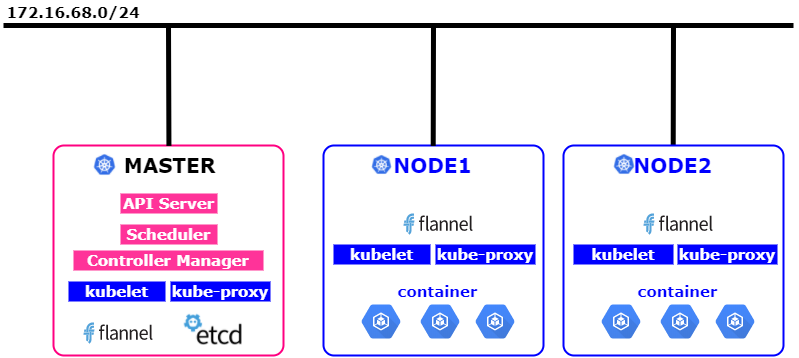 172.16.68.0/24
MASTER
API Server
Scheduler
Controller Manager
kubelet kube-proxy
flannel etcd
NODE1
flannel
kubelet kube-proxy
container
NODE2
flannel
kubelet kube-proxy
container